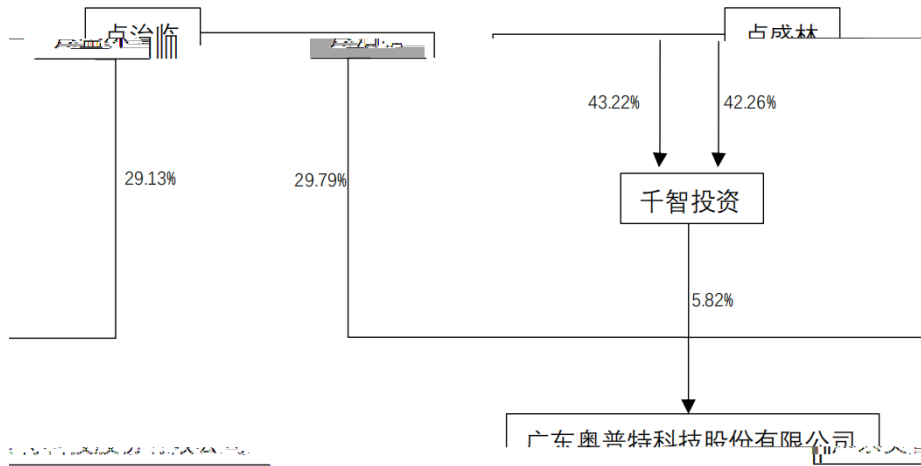 卢治临
卢盛林
43.22%
42.26%
29.13%
29.79%
千智投资
5.82%
广东奥普特科技股份有限公司